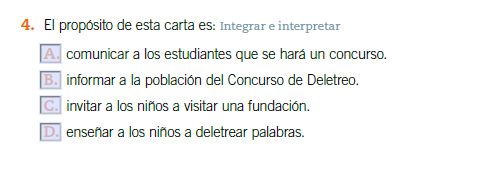 4. El propósito de esta carta es: Integrar e interpretar
A. comunicar a los estudiantes que se hará un concurso.
B. informar a la población del Concurso de Deletreo.
C. invitar a los niños a visitar una fundación.
D. enseñar a los niños a deletrear palabras.